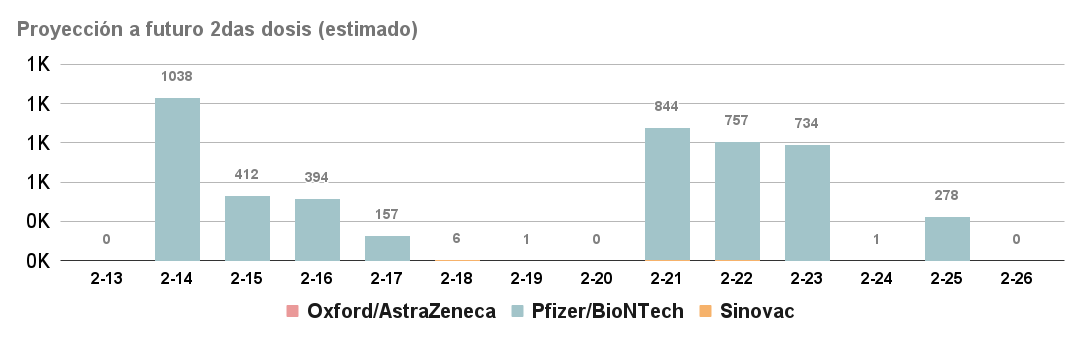 Proyección a futuro 2das dosis (estimado)
1K
1K
1K
1K
0K
0K
0
1038
412
394
157
6
1
0
844
757
734
1
278
0
2-13 2-14 2-15 2-16 2-17 2-18 2-19 2-20 2-21 2-22 2-23 2-24 2-25 2-26
Oxford/AstraZeneca Pfizer/BioNTech Sinovac